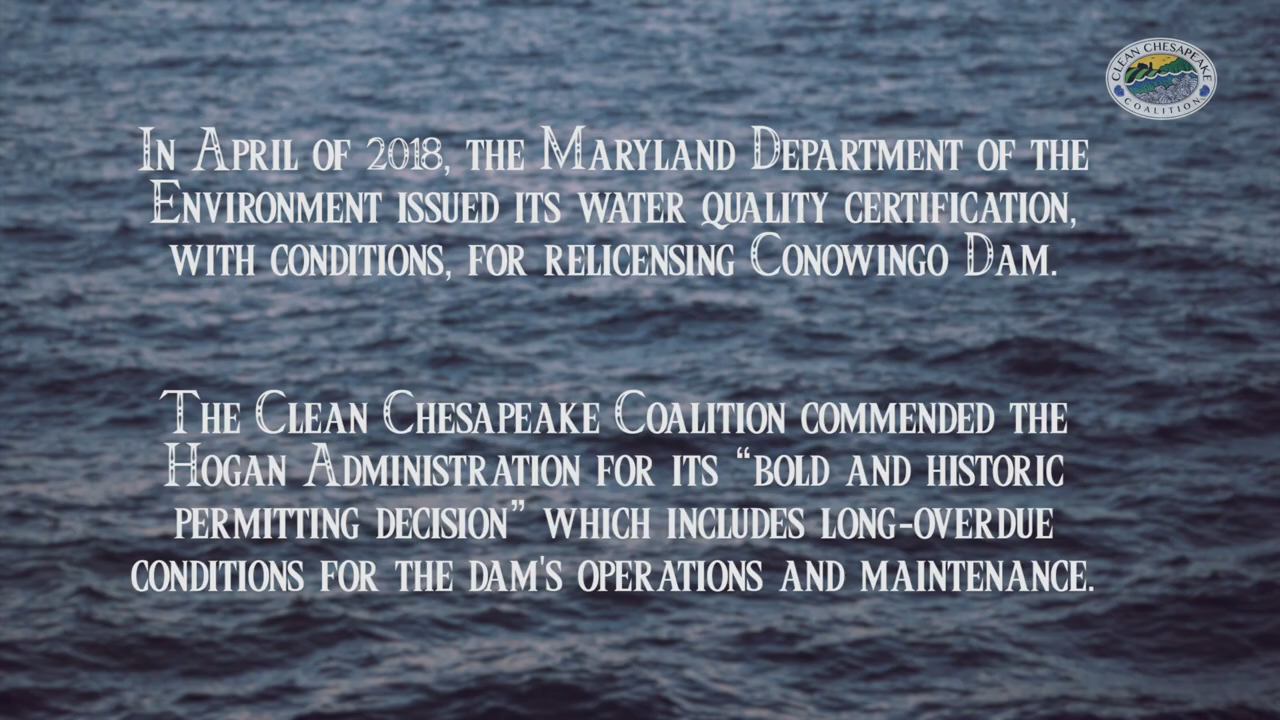 CLEAN CHESAPEAKE
COALITION
In April of 2018, the Maryland Department of the
Environment issued its water quality certification,
with conditions, for relicensing Conowingo Dam.
The Clean Chesapeake Coalition commended the
Hogan Administration for its “bold and historic
permitting decision” which includes long-overdue
conditions for the dam's operations and maintenance.